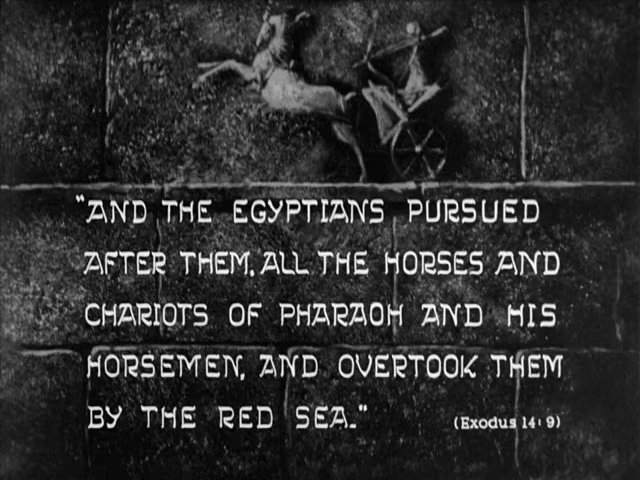 "AND THE EGYPTIANS PURSUED
AFTER THEM, ALL THE HORSES AND
CHARIOTS OF PHARAOH AND HIS
HORSEMEN, AND OVERTOOK THEM
BY THE RED SEA."
(Exodus 14:9)